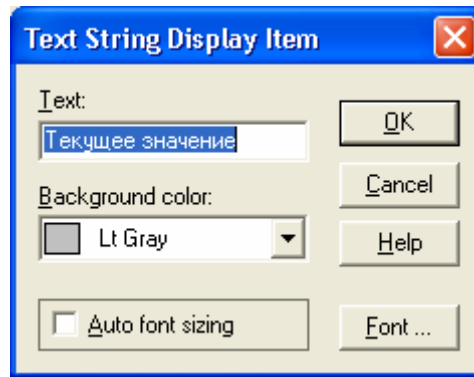 Text String Display Item
Text:
OK
Текущее значение
Cancel
Background color:
Lt Gray
Help
Auto font sizing
Font ...